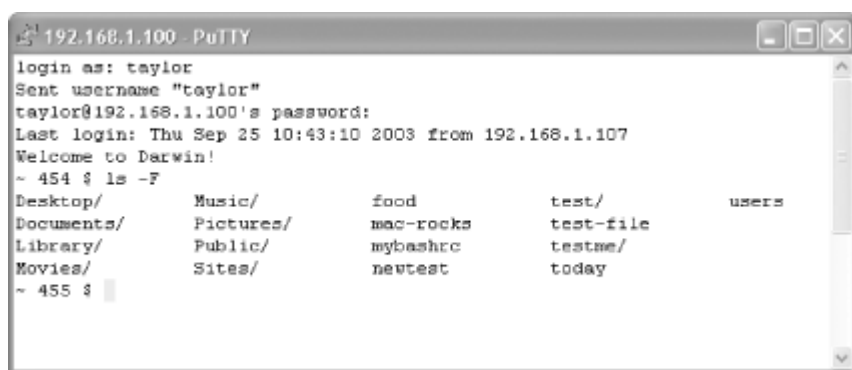 192.168.1.100 - PuTTY
login as: taylor
Sent username "taylor"
taylor@192.168.1.100's password:
Last login: Thu Sep 25 10:43:10 2003 from 192.168.1.107
Welcome to Darwin!
~ 454 $ ls -F
Desktop/ Music/ food test/ users
Documents/ Pictures/ mac-rocks test-file
Library/ Public/ mybashrc testme/
Movies/ Sites/ newtest today
~ 455 $